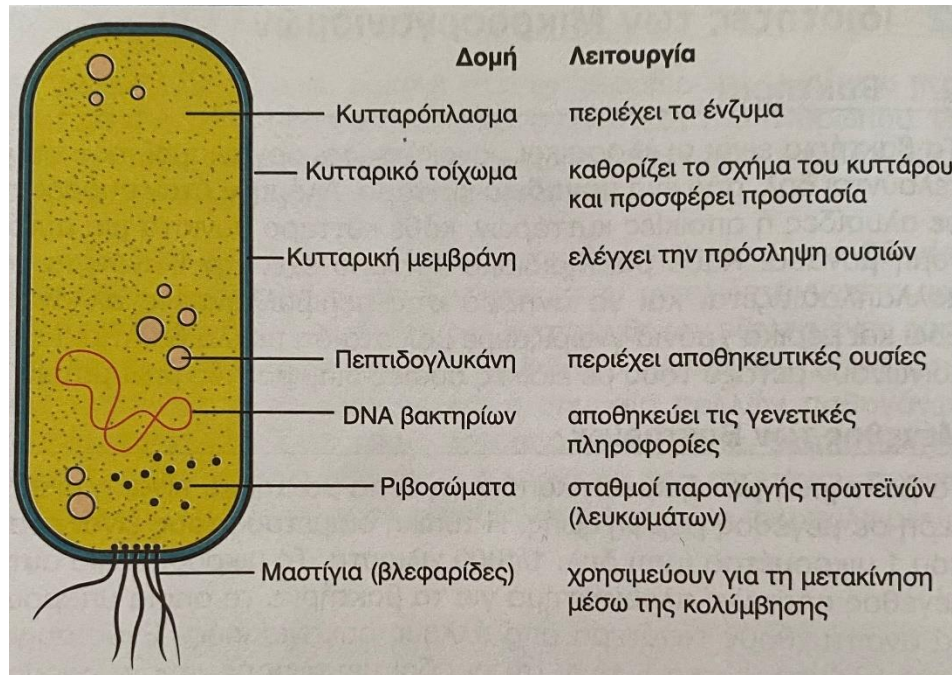 Δομή Λειτουργία
Κυτταρόπλασμα περιέχει τα ένζυμα
Κυτταρικό τοίχωμα καθορίζει το σχήμα του κυττάρου
και προσφέρει προστασία
Κυτταρική μεμβράνη ελέγχει την πρόσληψη ουσιών
Πεπτιδογλυκάνη περιέχει αποθηκευτικές ουσίες
DNA βακτηρίων αποθηκεύει τις γενετικές
πληροφορίες
Ριβοσώματα σταθμοί παραγωγής πρωτεϊνών
(λευκωμάτων)
Μαστίγια (βλεφαρίδες) χρησιμεύουν για τη μετακίνηση
μέσω της κολύμβησης